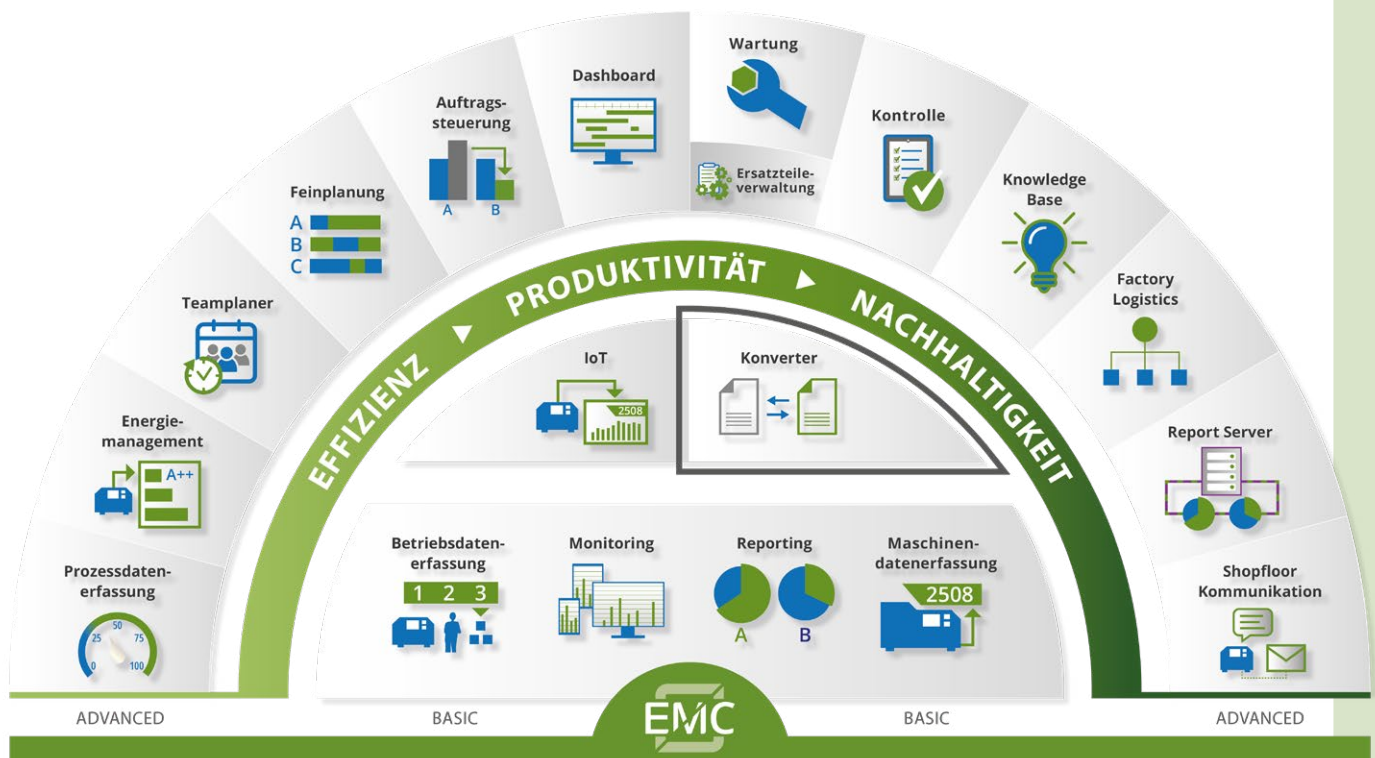 Wartung
Dashboard
Auftrags-
steuerung
A
B
Ersatzteile-
verwaltung
Kontrolle
Feinplanung
A
B
C
Knowledge
Base
Teamplaner
Factory
Logistics
Energie-
management
A++
Report Server
Prozessdaten-
erfassung
0
25
50
75
100
Shopfloor
Kommunikation
EFFIZIENZ
PRODUKTIVITÄT
NACHHALTIGKEIT
IoT
2508
Konverter
Betriebsdaten-
erfassung
1 2 3
Monitoring
Reporting
A
B
Maschinen-
datenerfassung
2508
ADVANCED
BASIC
EMC
BASIC
ADVANCED